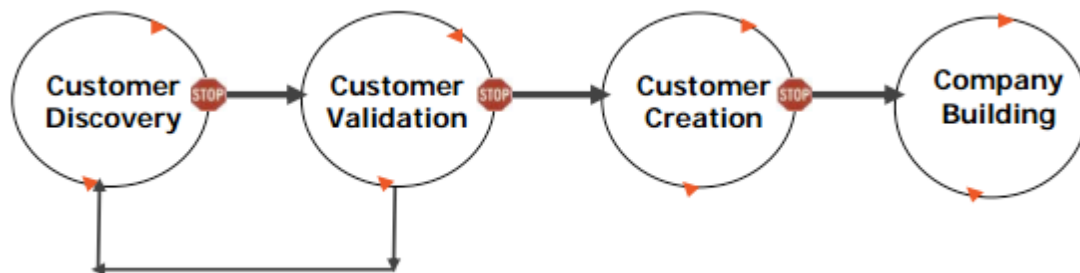 Customer
Discovery
STOP
Customer
Validation
STOP
Customer
Creation
STOP
Company
Building